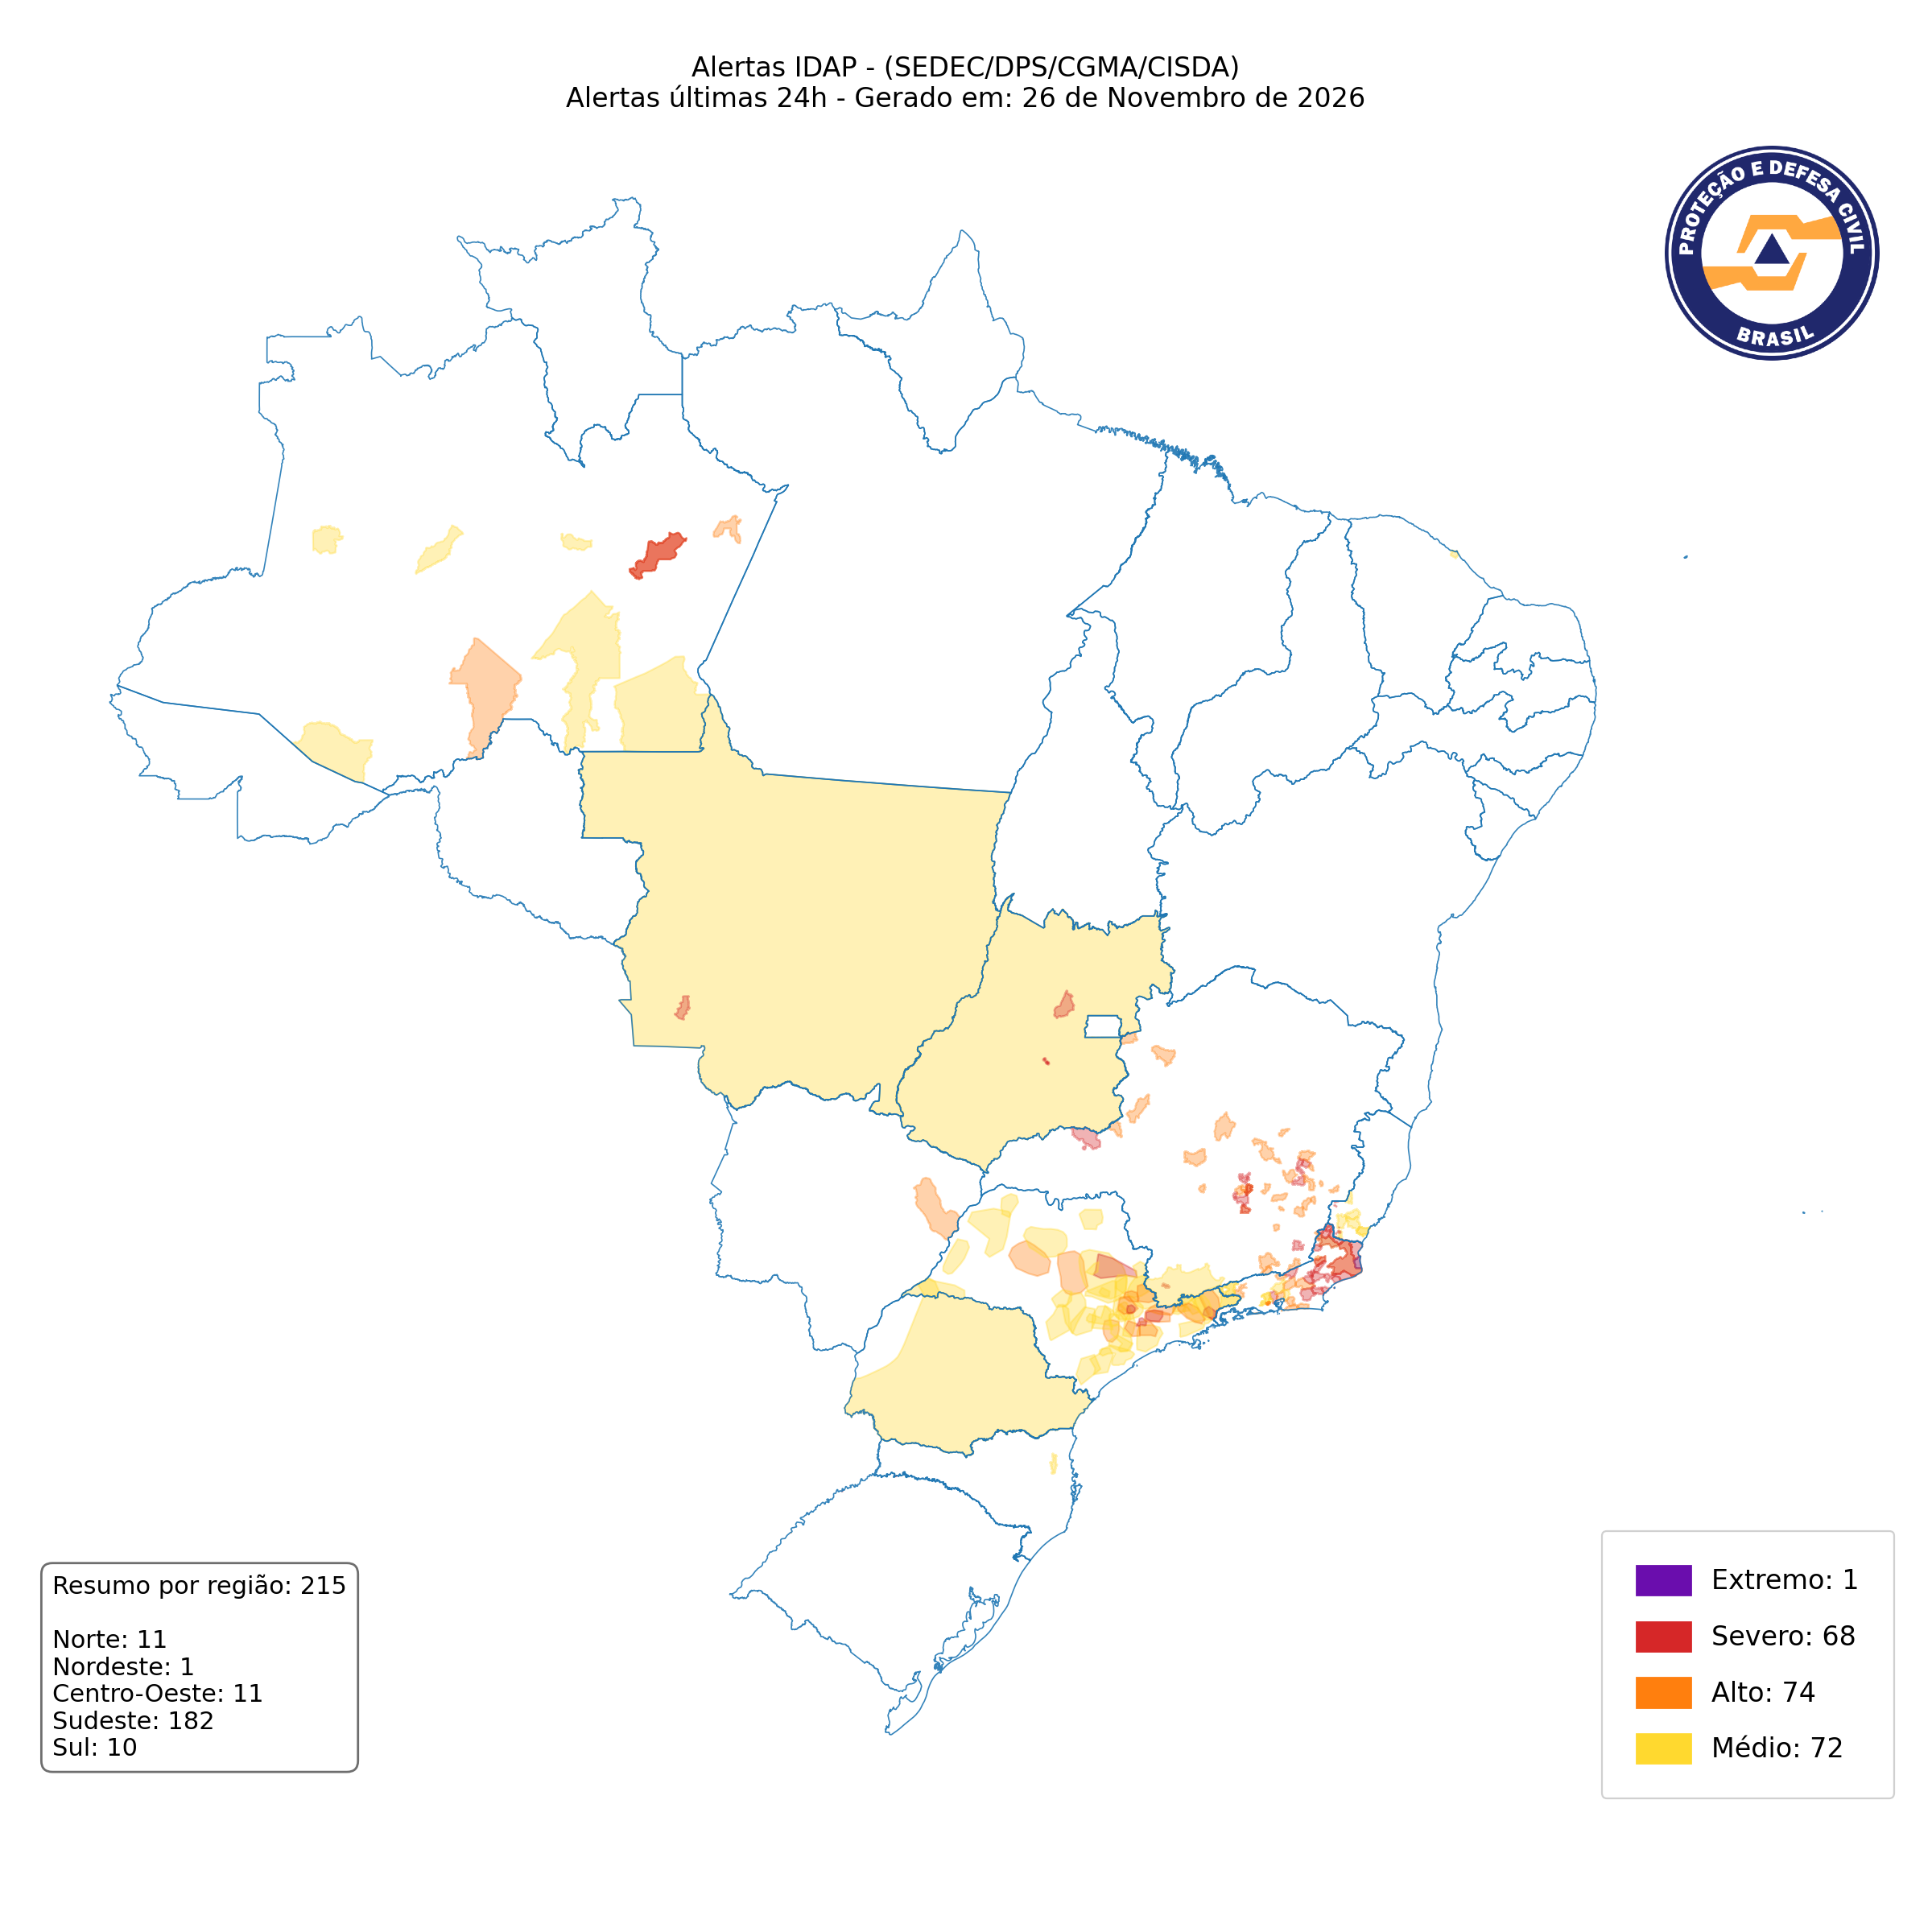 Alertas IDAP - (SEDEC/DPS/CGMA/CISDA)
Alertas últimas 24h - Gerado em: 26 de Novembro de 2026
PROTEÇÃO E DEFESA CIVIL
BRASIL
Resumo por região: 215
Norte: 11
Nordeste: 1
Centro-Oeste: 11
Sudeste: 182
Sul: 10
Extremo: 1
Severo: 68
Alto: 74
Médio: 72